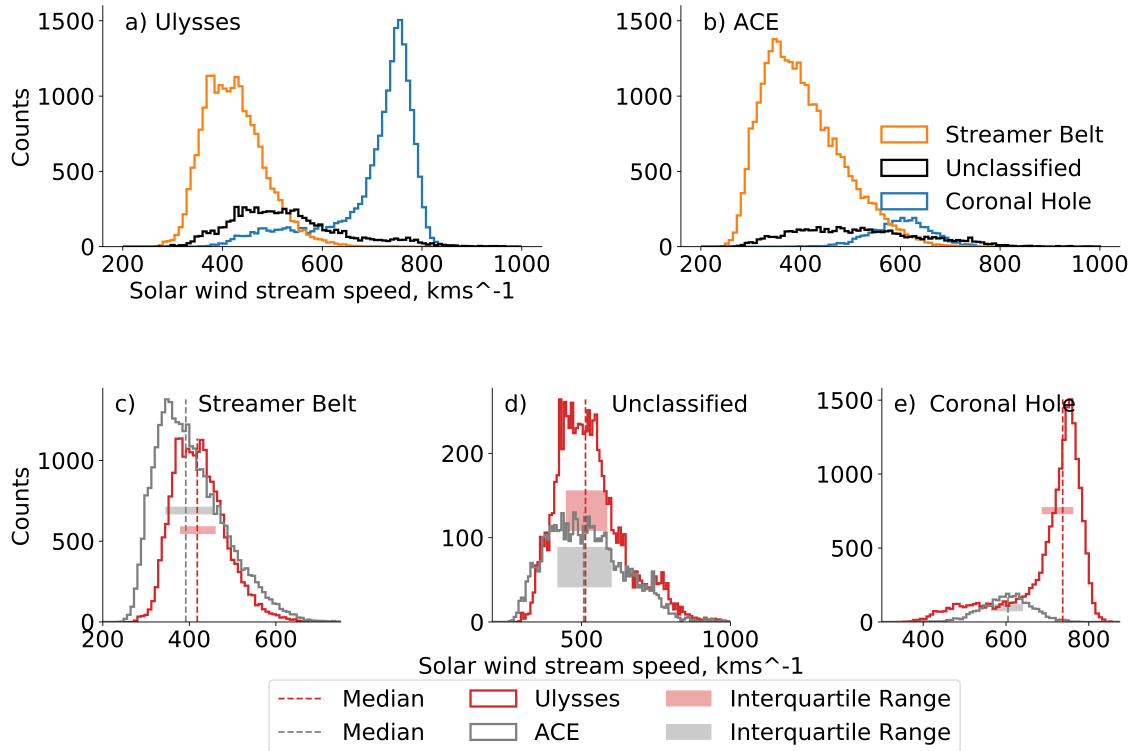 a) Ulysses
b) ACE
1500
1000
500
0
Counts
200 400 600 800 1000
Solar wind stream speed, kms^-1
1500
1000
500
0
200 400 600 800 1000
Streamer Belt
Unclassified
Coronal Hole
c) Streamer Belt
d) Unclassified
e) Coronal Hole
1000
500
0
Counts
200 400 600
200
100
0
500 1000
1500
750
0
400 600 800
Solar wind stream speed, kms^-1
Median Ulysses Interquartile Range
Median ACE Interquartile Range